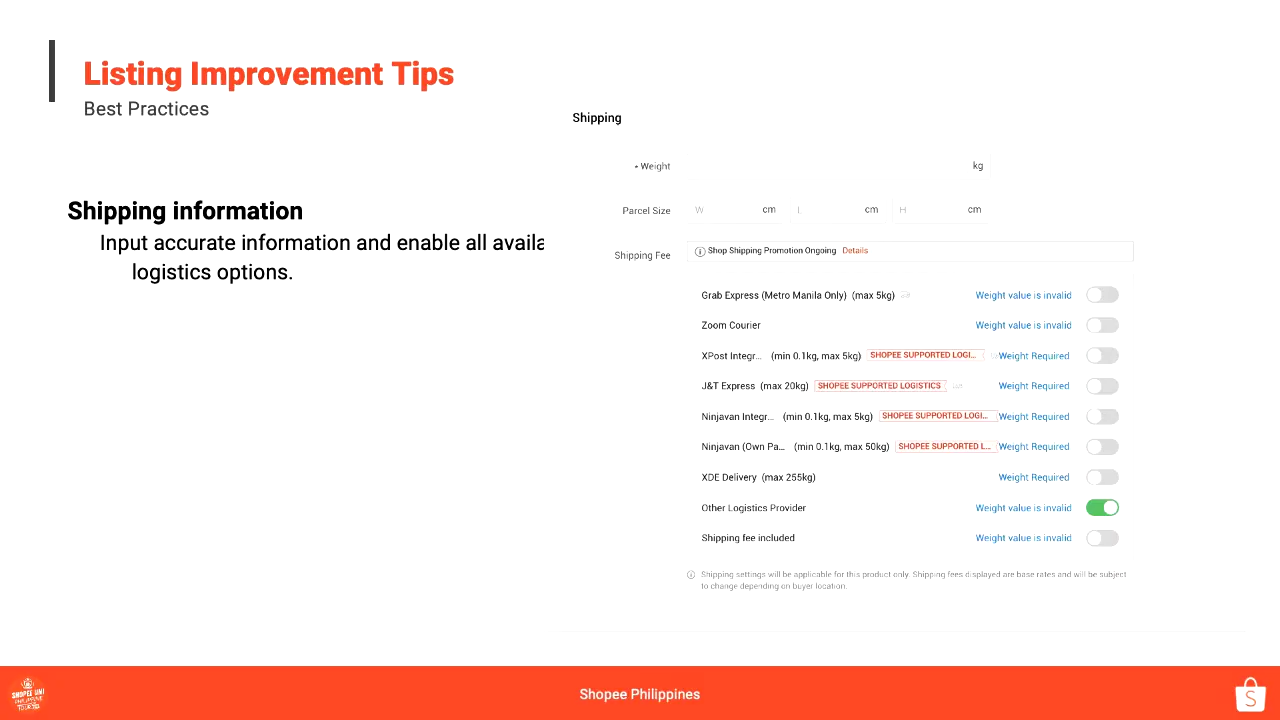 Listing Improvement Tips
Best Practices
Shipping information
Input accurate information and enable all availa
logistics options.
Shipping
• Weight kg
Parcel Size W cm L cm H cm
Shipping Fee Shop Shipping Promotion Ongoing Details
Grab Express (Metro Manila Only) (max 5kg) Weight value is invalid
Zoom Courier Weight value is invalid
XPost Integr... (min 0.1kg, max 5kg) SHOPEE SUPPORTED LOGI... Weight Required
J&T Express (max 20kg) SHOPEE SUPPORTED LOGISTICS Weight Required
Ninjavan Integr... (min 0.1kg, max 5kg) SHOPEE SUPPORTED LOGI... Weight Required
Ninjavan (Own Pa... (min 0.1kg, max 50kg) SHOPEE SUPPORTED L... Weight Required
XDE Delivery (max 255kg) Weight Required
Other Logistics Provider Weight value is invalid
Shipping fee included Weight value is invalid
Shipping settings will be applicable for this product only. Shipping fees displayed are base rates and will be subject
to change depending on buyer location.
SHOPEE UNI
PHILIPPINE
Shopee Philippines
S